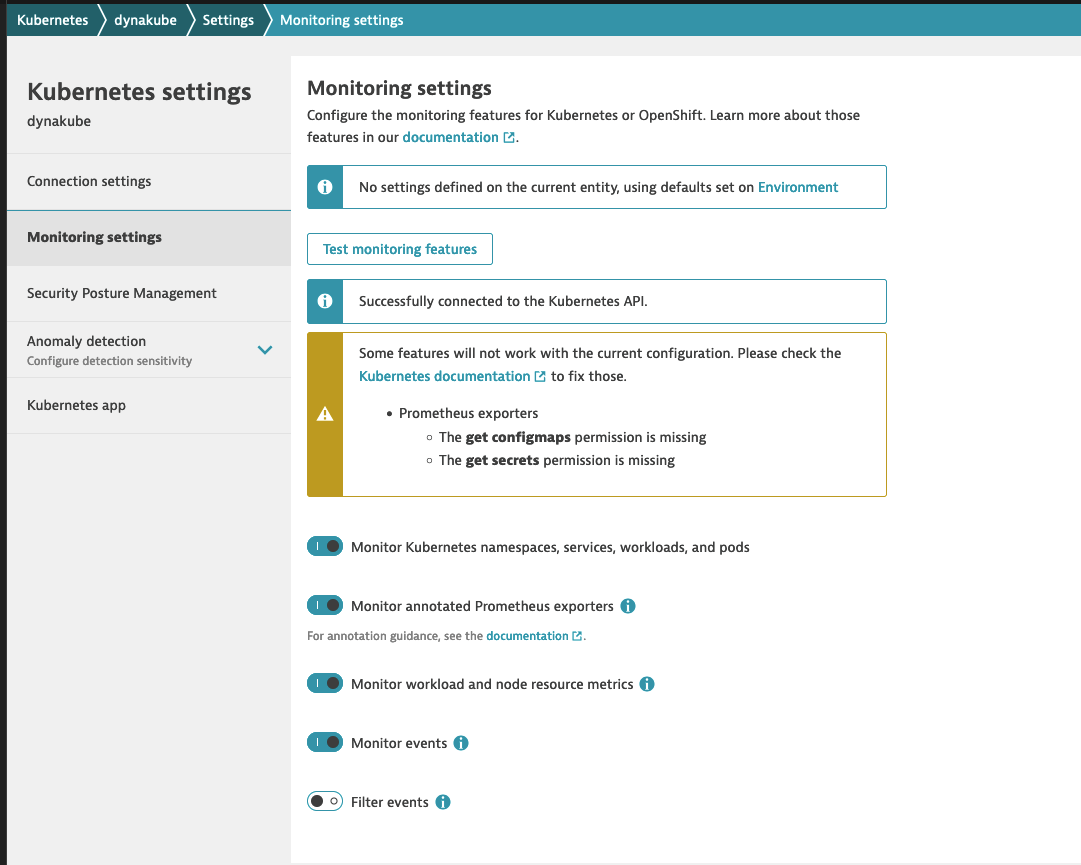 Kubernetes
dynakube
Settings
Monitoring settings
Kubernetes settings
dynakube
Connection settings
Monitoring settings
Security Posture Management
Anomaly detection
Configure detection sensitivity
Kubernetes app
Monitoring settings
Configure the monitoring features for Kubernetes or OpenShift. Learn more about those
features in our documentation.
No settings defined on the current entity, using defaults set on Environment
Test monitoring features
Successfully connected to the Kubernetes API.
Some features will not work with the current configuration. Please check the
Kubernetes documentation to fix those.
• Prometheus exporters
◦ The get configmaps permission is missing
◦ The get secrets permission is missing
Monitor Kubernetes namespaces, services, workloads, and pods
Monitor annotated Prometheus exporters
For annotation guidance, see the documentation.
Monitor workload and node resource metrics
Monitor events
Filter events